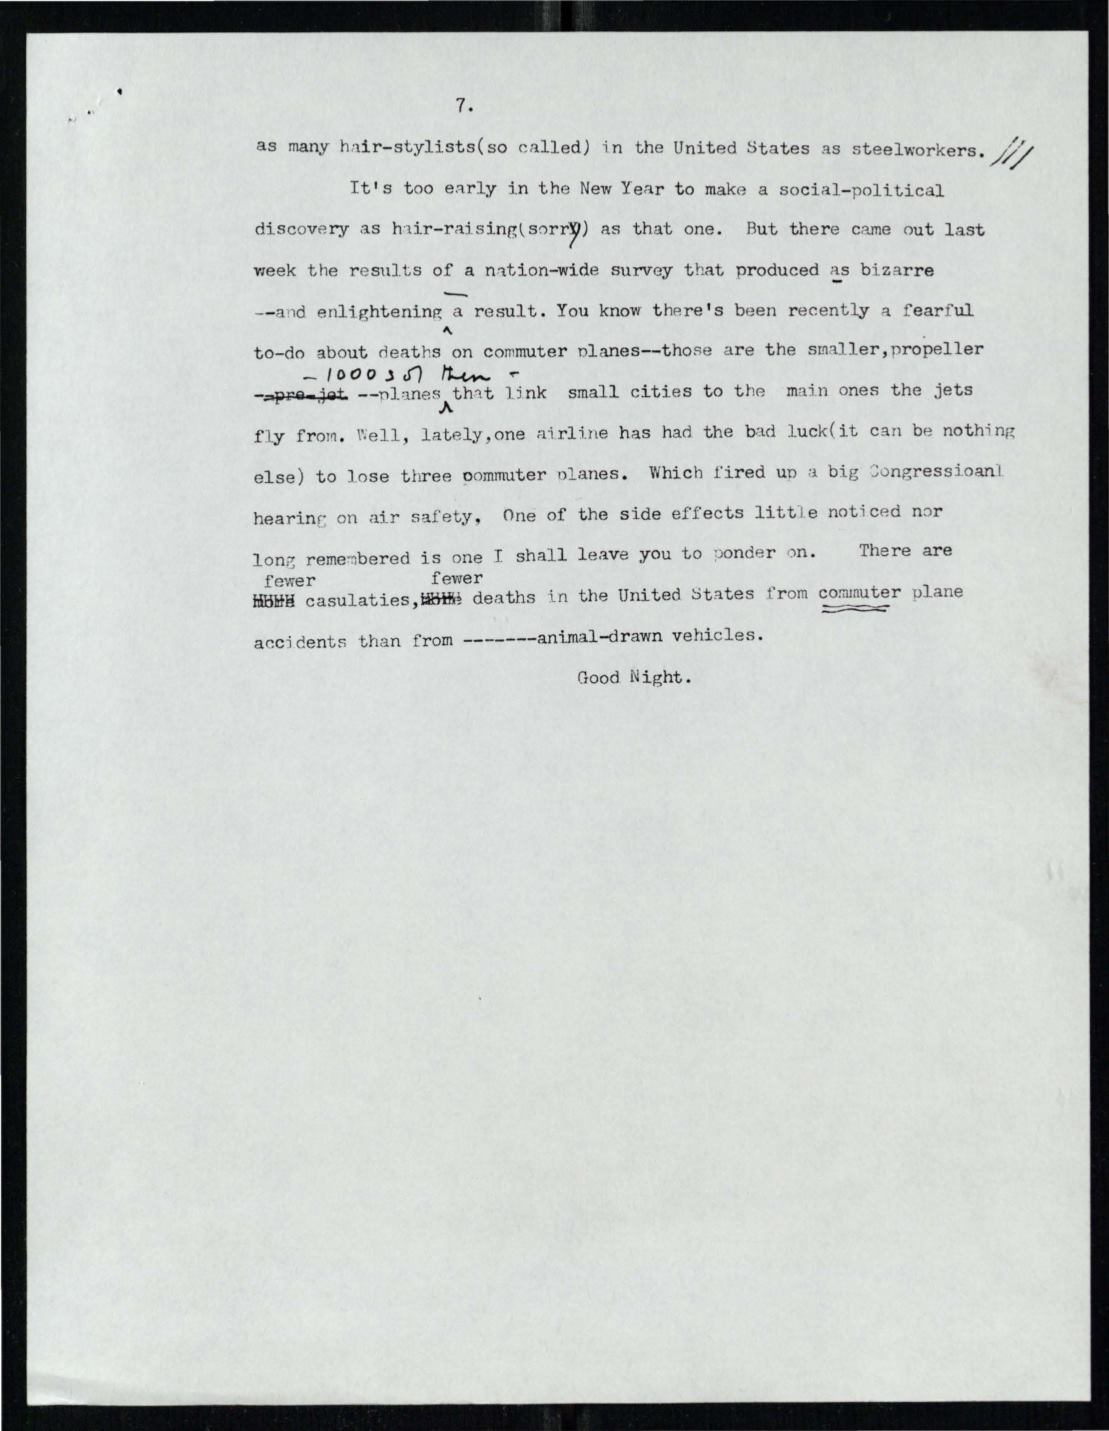 7.
as many hair-stylists(so called) in the United States as steelworkers. ///
It's too early in the New Year to make a social-political
discovery as hair-raising(sorry) as that one. But there came out last
week the results of a nation-wide survey that produced as bizarre
--and enlightening a result. You know there's been recently a fearful
to-do about deaths on commuter planes--those are the smaller,propeller
- 1000s of them -
--pre-jet --planes that link small cities to the main ones the jets
fly from. Well, lately,one airline has had the bad luck(it can be nothing
else) to lose three commuter planes. Which fired up a big Congressioanl
hearing on air safety, One of the side effects little noticed nor
long remembered is one I shall leave you to ponder on. There are
fewer fewer
casulaties, deaths in the United States from commuter plane
accidents than from -------animal-drawn vehicles.
Good Night.